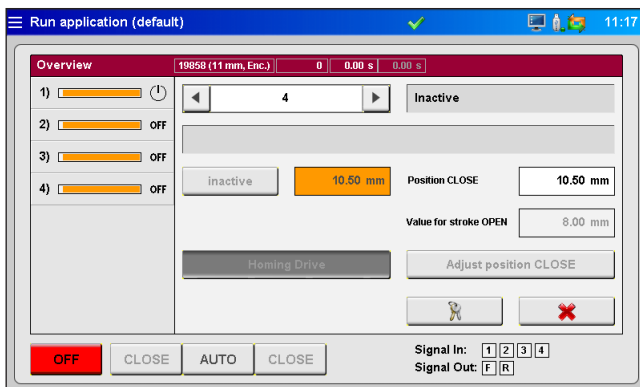 Run application (default) 11:17
Overview 19858 (11 mm, Enc.) 0 0.00 s 0.00 s
1)
2) OFF
3) OFF
4) OFF
4 Inactive
inactive 10.50 mm Position CLOSE 10.50 mm
Value for stroke OPEN 8.00 mm
Homing Drive Adjust position CLOSE
OFF CLOSE AUTO CLOSE
Signal In: 1 2 3 4
Signal Out: F R